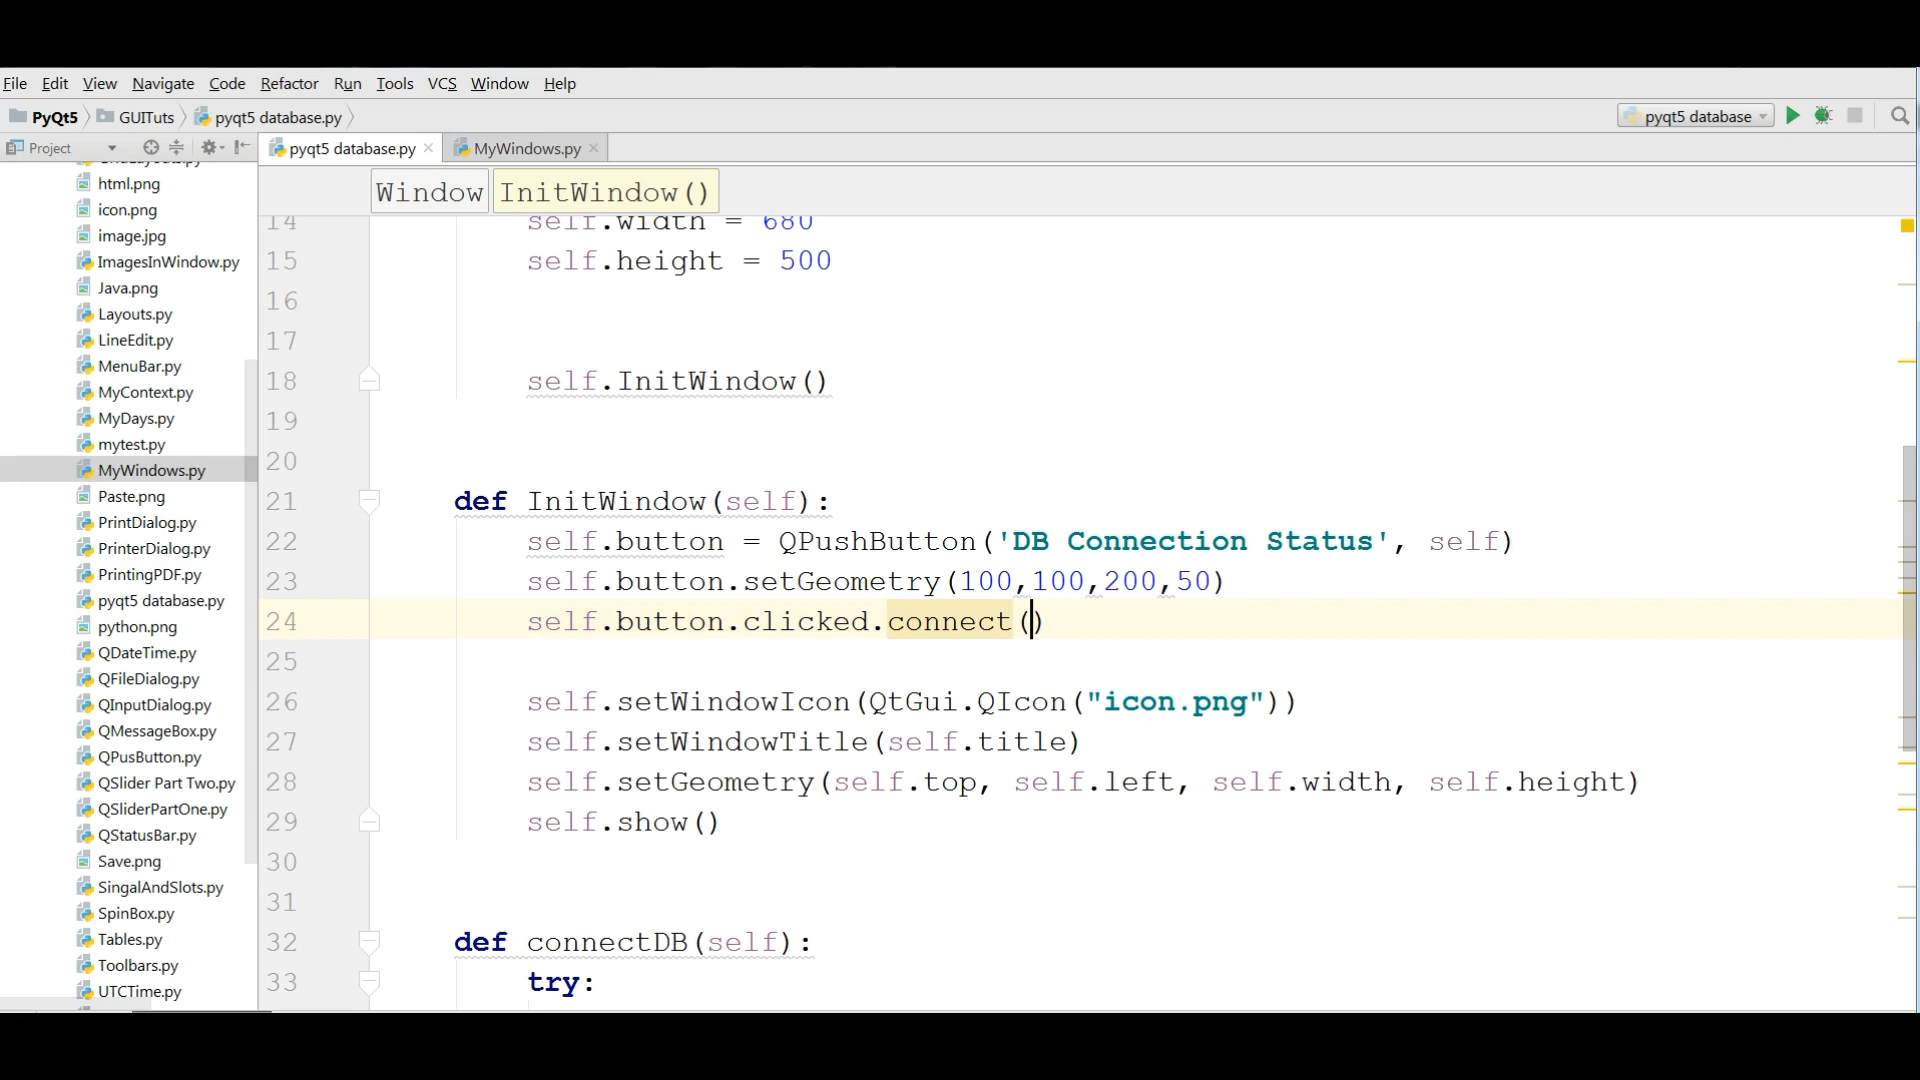 File Edit View Navigate Code Refactor Run Tools VCS Window Help
PyQt5 GUITuts pyqt5 database.py pyqt5 database
Project pyqt5 database.py MyWindows.py
Window InitWindow()
html.png
icon.png
image.jpg
ImagesInWindow.py
Java.png
Layouts.py
LineEdit.py
MenuBar.py
MyContext.py
MyDays.py
mytest.py
MyWindows.py
Paste.png
PrintDialog.py
PrinterDialog.py
PrintingPDF.py
pyqt5 database.py
python.png
QDateTime.py
QFileDialog.py
QInputDialog.py
QMessageBox.py
QPusButton.py
QSlider Part Two.py
QSliderPartOne.py
QStatusBar.py
Save.png
SingalAndSlots.py
SpinBox.py
Tables.py
Toolbars.py
UTCTime.py
14 self.width = 680
15 self.height = 500
16
17
18 self.InitWindow()
19
20
21 def InitWindow(self):
22 self.button = QPushButton('DB Connection Status', self)
23 self.button.setGeometry(100,100,200,50)
24 self.button.clicked.connect()
25
26 self.setWindowIcon(QtGui.QIcon("icon.png"))
27 self.setWindowTitle(self.title)
28 self.setGeometry(self.top, self.left, self.width, self.height)
29 self.show()
30
31
32 def connectDB(self):
33 try: